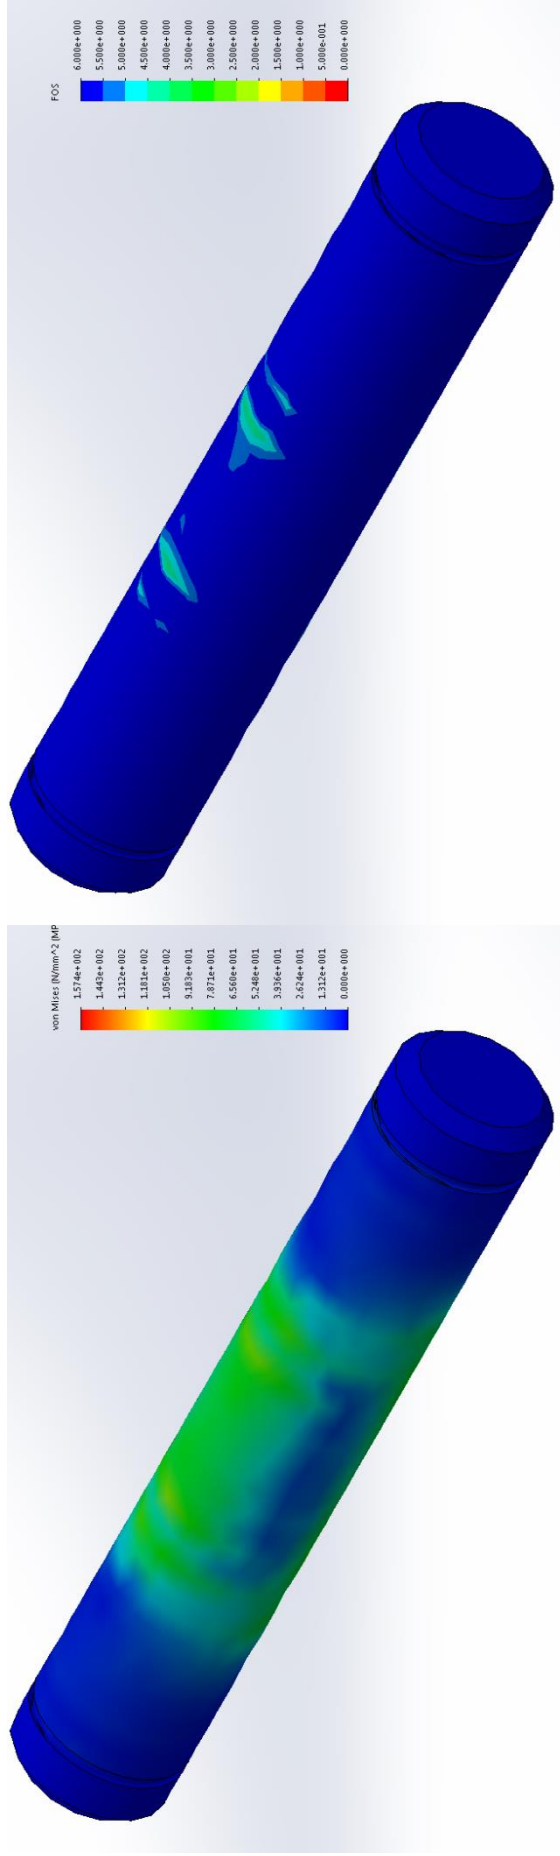 FOS
6.000e+000
5.500e+000
5.000e+000
4.500e+000
4.000e+000
3.500e+000
3.000e+000
2.500e+000
2.000e+000
1.500e+000
1.000e+000
5.000e-001
0.000e+000
von Mises (N/mm^2 (MP
1.574e+002
1.443e+002
1.312e+002
1.181e+002
1.050e+002
9.183e+001
7.871e+001
6.560e+001
5.248e+001
3.936e+001
2.624e+001
1.312e+001
0.000e+000